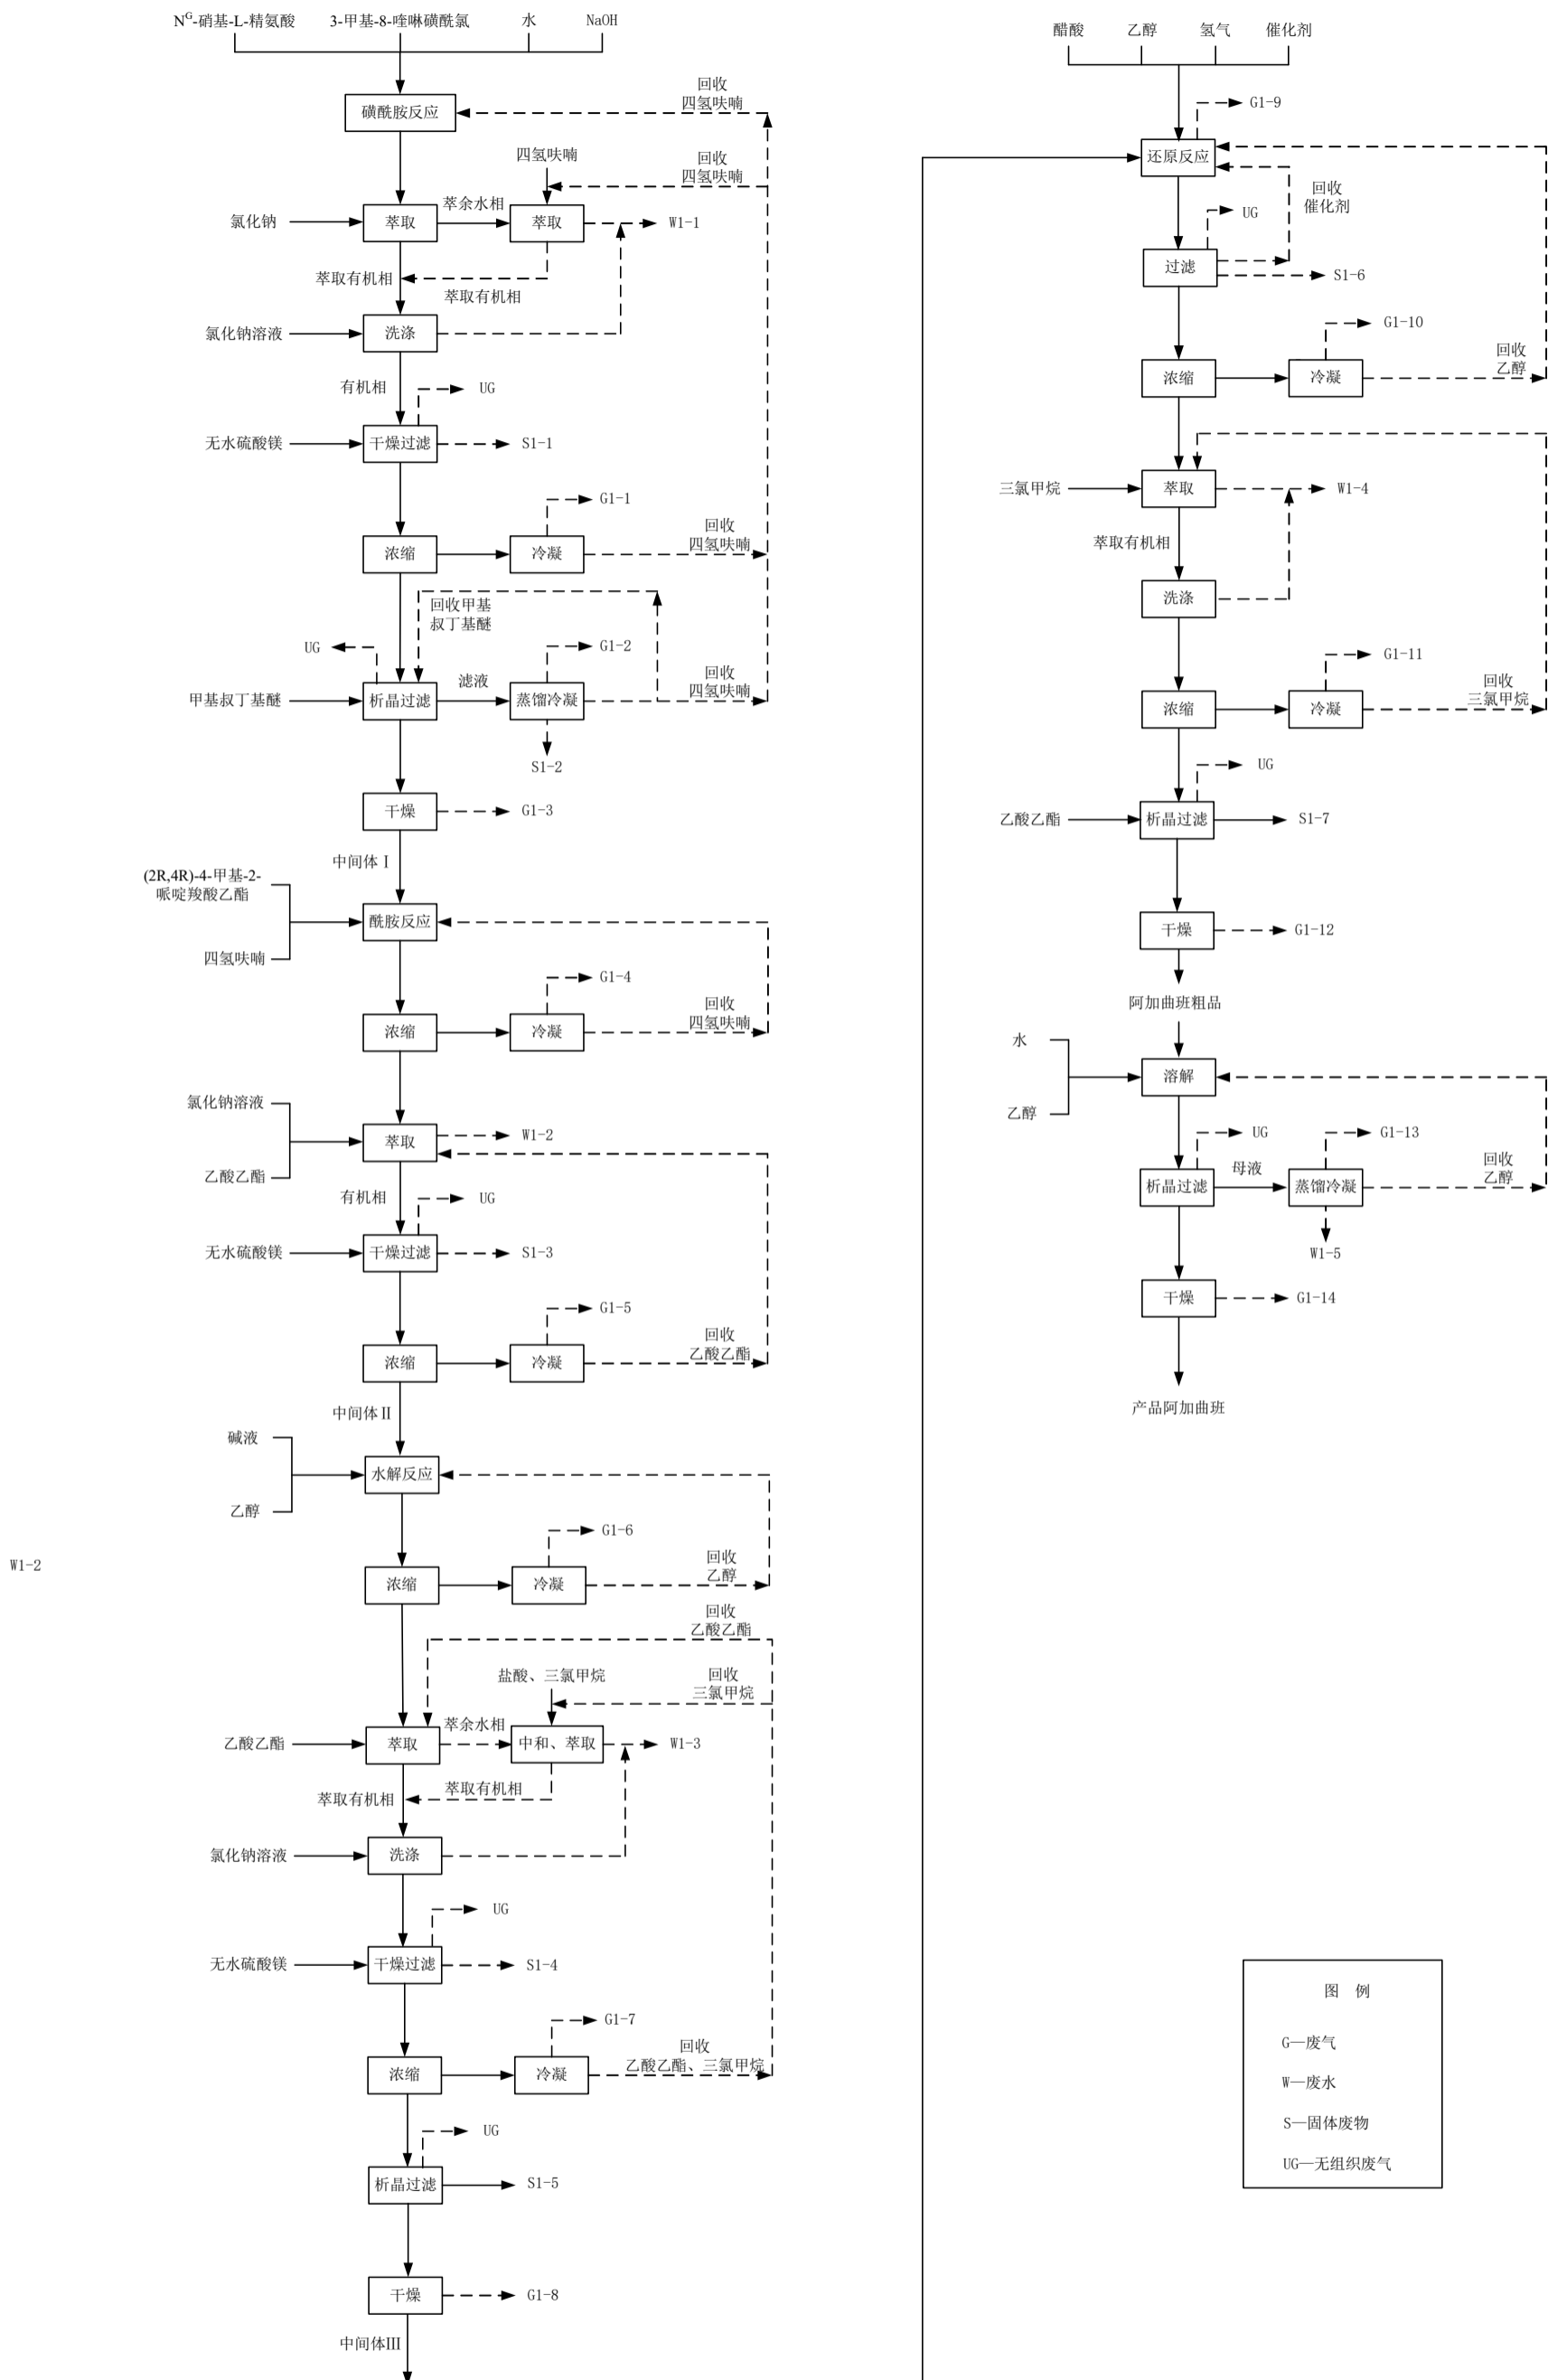 N^G-硝基-L-精氨酸
3-甲基-8-喹啉磺酰氯
水
NaOH
磺酰胺反应
回收
四氢呋喃
四氢呋喃
回收
四氢呋喃
氯化钠
萃取
萃余水相
萃取
W1-1
萃取有机相
萃取有机相
氯化钠溶液
洗涤
有机相
UG
无水硫酸镁
干燥过滤
S1-1
G1-1
浓缩
冷凝
回收
四氢呋喃
回收甲基
叔丁基醚
UG
G1-2
甲基叔丁基醚
析晶过滤
滤液
蒸馏冷凝
回收
四氢呋喃
S1-2
干燥
G1-3
中间体Ⅰ
(2R,4R)-4-甲基-2-
哌啶羧酸乙酯
酰胺反应
四氢呋喃
G1-4
浓缩
冷凝
回收
四氢呋喃
氯化钠溶液
萃取
W1-2
乙酸乙酯
有机相
UG
无水硫酸镁
干燥过滤
S1-3
G1-5
浓缩
冷凝
回收
乙酸乙酯
中间体Ⅱ
碱液
水解反应
乙醇
G1-6
W1-2
浓缩
冷凝
回收
乙醇
回收
乙酸乙酯
盐酸、三氯甲烷
回收
三氯甲烷
乙酸乙酯
萃取
萃余水相
中和、萃取
W1-3
萃取有机相
萃取有机相
氯化钠溶液
洗涤
UG
无水硫酸镁
干燥过滤
S1-4
G1-7
浓缩
冷凝
回收
乙酸乙酯、三氯甲烷
UG
析晶过滤
S1-5
干燥
G1-8
中间体Ⅲ
醋酸
乙醇
氢气
催化剂
G1-9
还原反应
回收
催化剂
UG
过滤
S1-6
G1-10
浓缩
冷凝
回收
乙醇
三氯甲烷
萃取
W1-4
萃取有机相
洗涤
G1-11
浓缩
冷凝
回收
三氯甲烷
UG
乙酸乙酯
析晶过滤
S1-7
干燥
G1-12
阿加曲班粗品
水
溶解
乙醇
UG
G1-13
析晶过滤
母液
蒸馏冷凝
回收
乙醇
W1-5
干燥
G1-14
产品阿加曲班
图 例
G—废气
W—废水
S—固体废物
UG—无组织废气